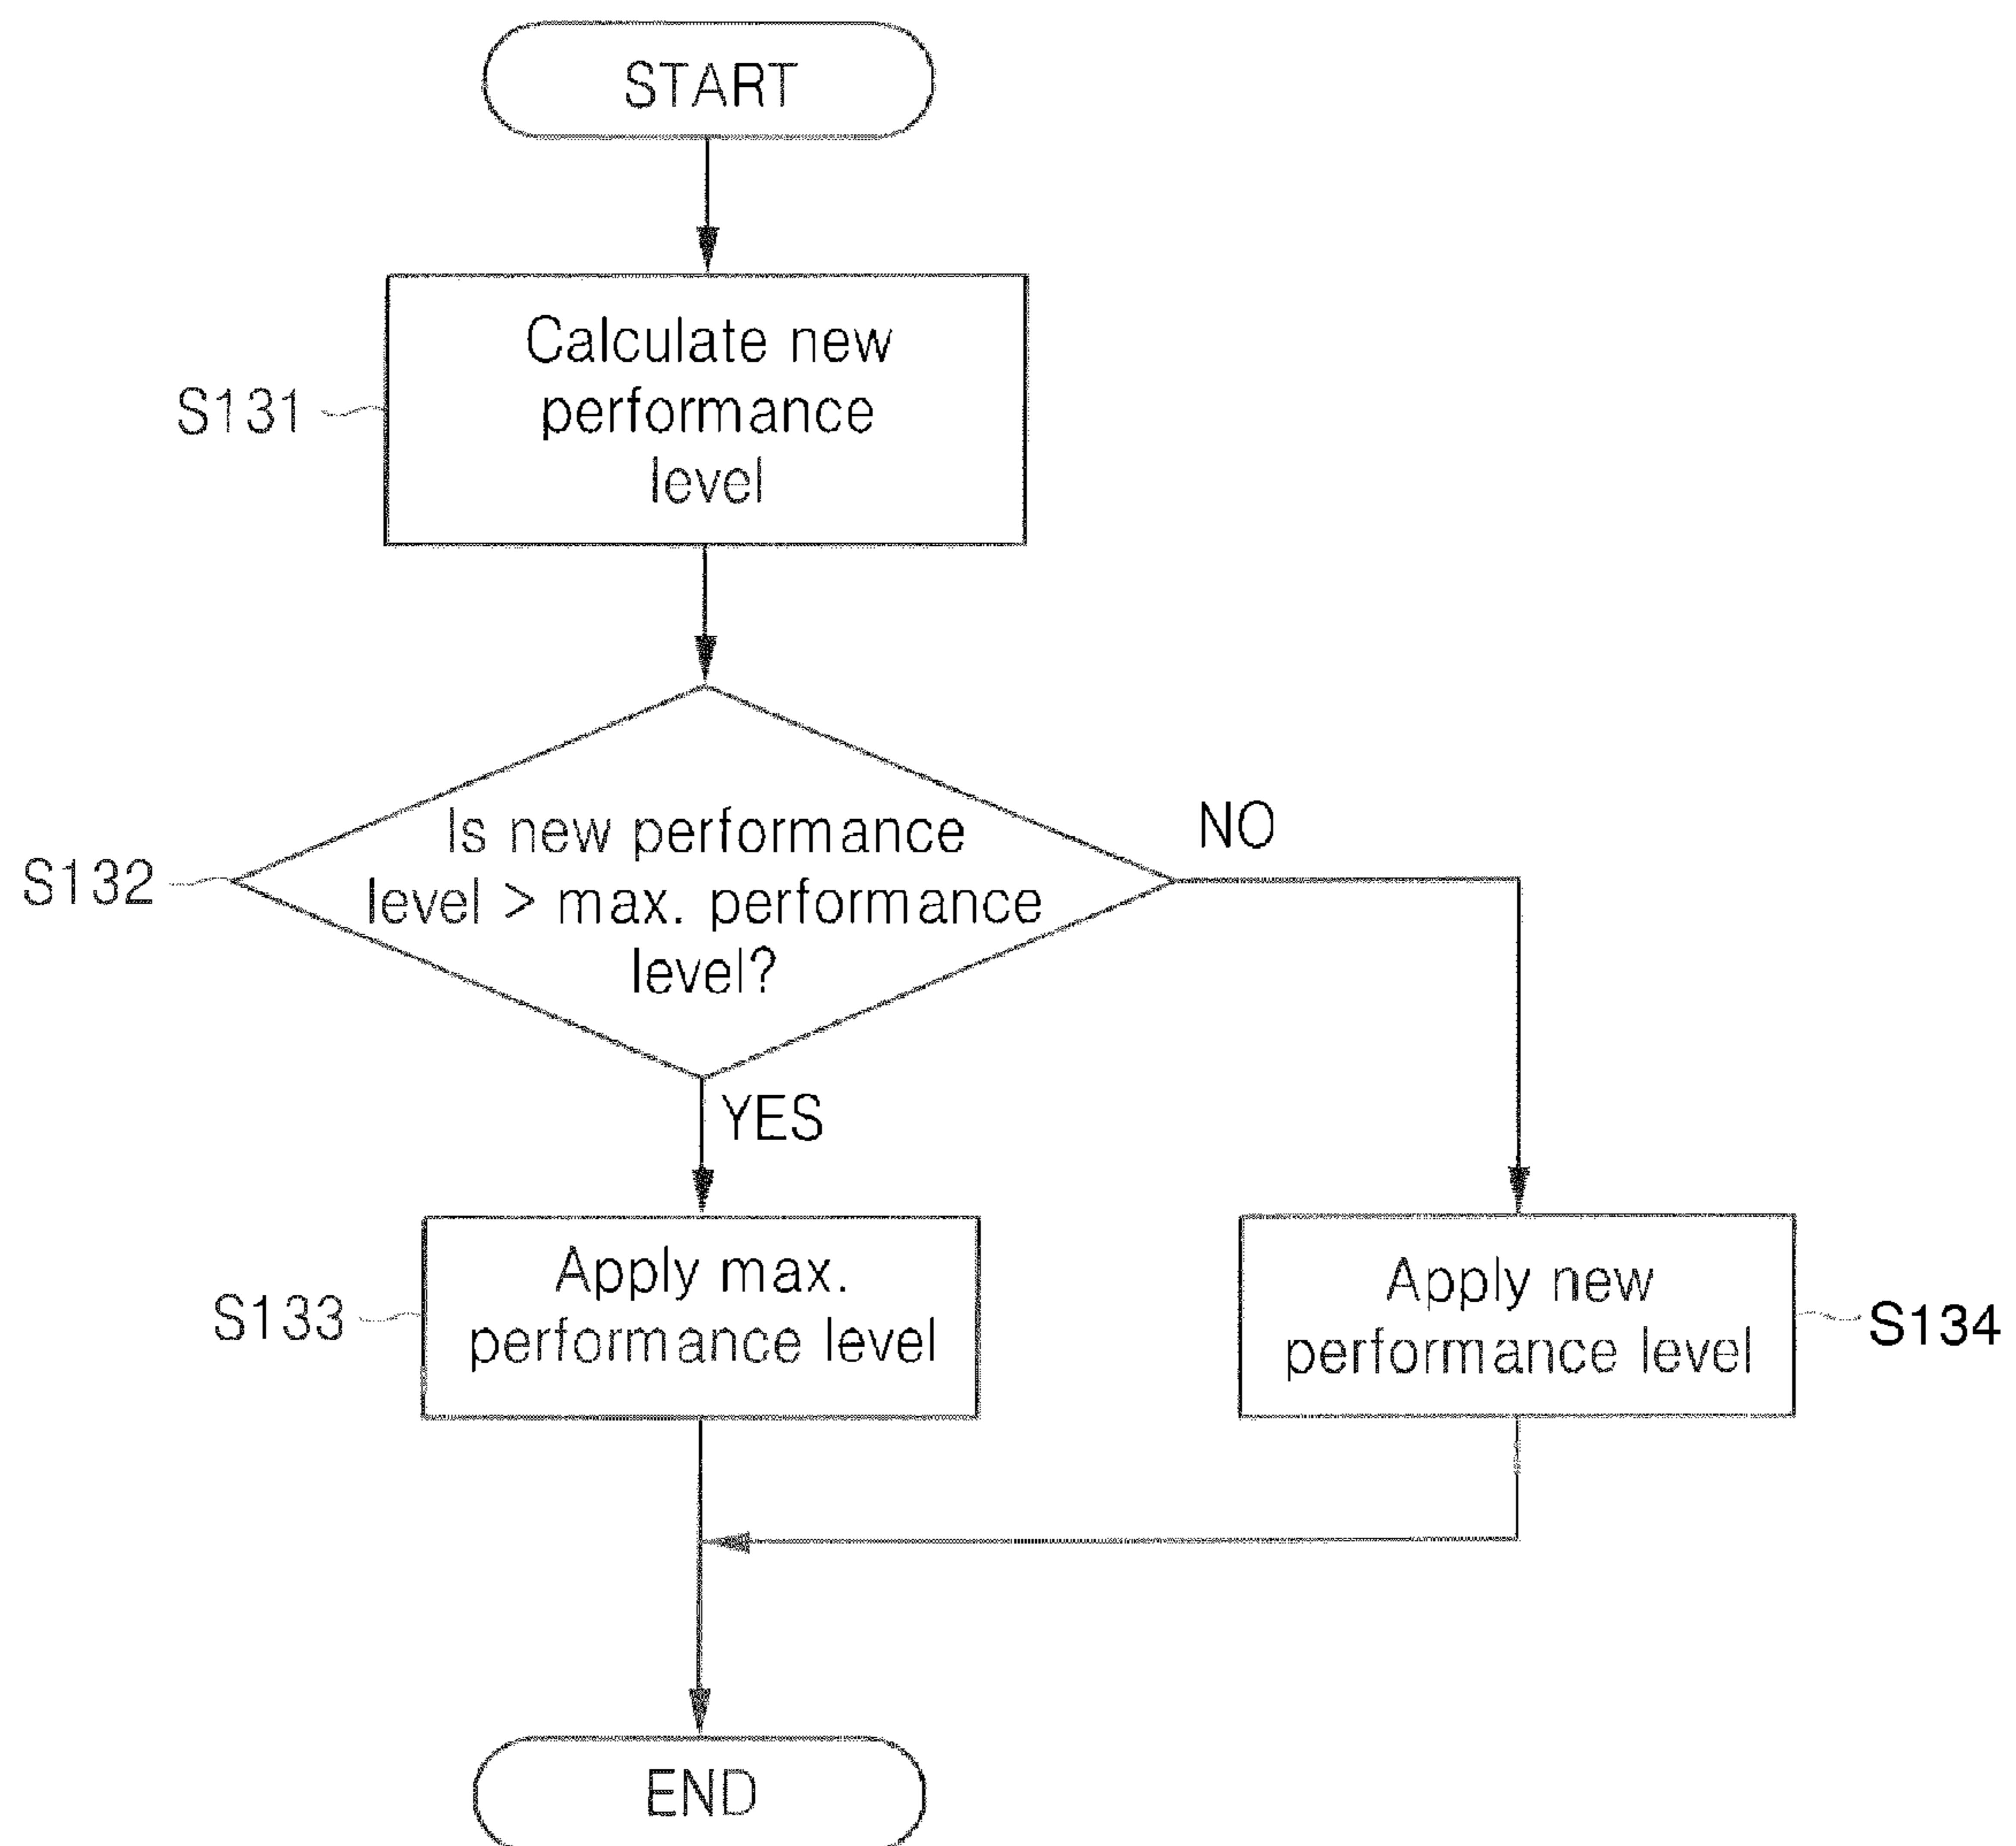 START
Calculate new
performance
level
S131
Is new performance
level > max. performance
level?
S132
NO
YES
Apply max.
performance level
S133
Apply new
performance level
S134
END